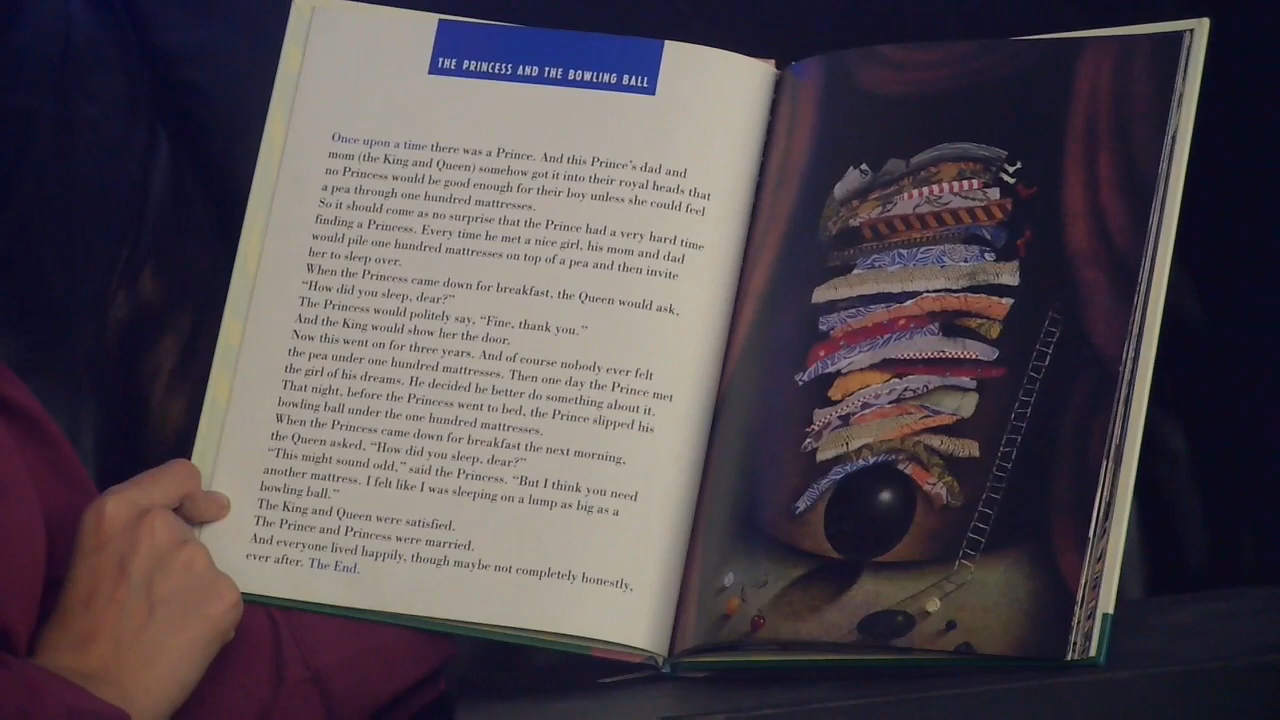 THE PRINCESS AND THE BOWLING BALL
Once upon a time there was a Prince. And this Prince's dad and
mom (the King and Queen) somehow got it into their royal heads that
no Princess would be good enough for their boy unless she could feel
a pea through one hundred mattresses.
So it should come as no surprise that the Prince had a very hard time
finding a Princess. Every time he met a nice girl, his mom and dad
would pile one hundred mattresses on top of a pea and then invite
her to sleep over.
When the Princess came down for breakfast, the Queen would ask,
“How did you sleep, dear?”
The Princess would politely say, “Fine, thank you.”
And the King would show her the door.
Now this went on for three years. And of course nobody ever felt
the pea under one hundred mattresses. Then one day the Prince met
the girl of his dreams. He decided he better do something about it.
That night, before the Princess went to bed, the Prince slipped his
bowling ball under the one hundred mattresses.
When the Princess came down for breakfast the next morning,
the Queen asked, “How did you sleep, dear?”
“This might sound odd,” said the Princess. “But I think you need
another mattress. I felt like I was sleeping on a lump as big as a
bowling ball.”
The King and Queen were satisfied.
The Prince and Princess were married.
And everyone lived happily, though maybe not completely honestly,
ever after. The End.